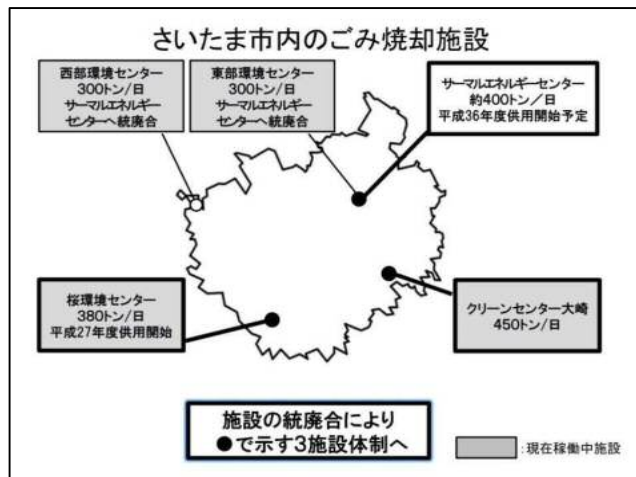 さいたま市内のごみ焼却施設
西部環境センター
300トン/日
サーマルエネルギー
センターへ統廃合
東部環境センター
300トン/日
サーマルエネルギー
センターへ統廃合
サーマルエネルギーセンター
約400トン／日
平成36年度供用開始予定
桜環境センター
380トン/日
平成27年度供用開始
クリーンセンター大崎
450トン/日
施設の統廃合により
●で示す3施設体制へ
:現在稼働中施設